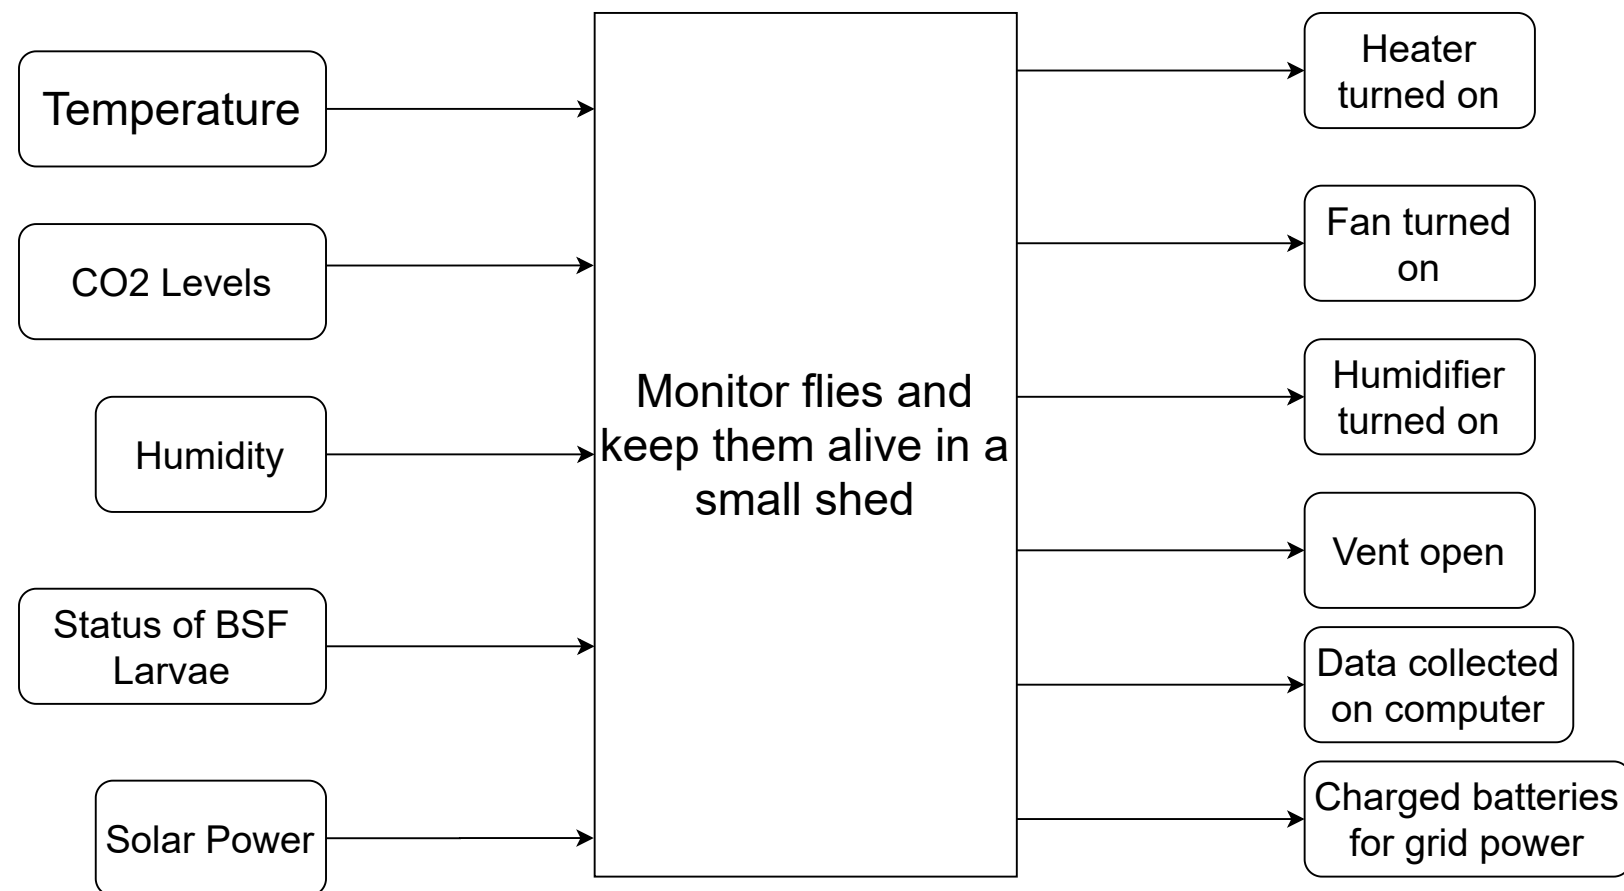 Temperature
CO2 Levels
Humidity
Status of BSF
Larvae
Solar Power
Monitor flies and
keep them alive in a
small shed
Heater
turned on
Fan turned
on
Humidifier
turned on
Vent open
Data collected
on computer
Charged batteries
for grid power